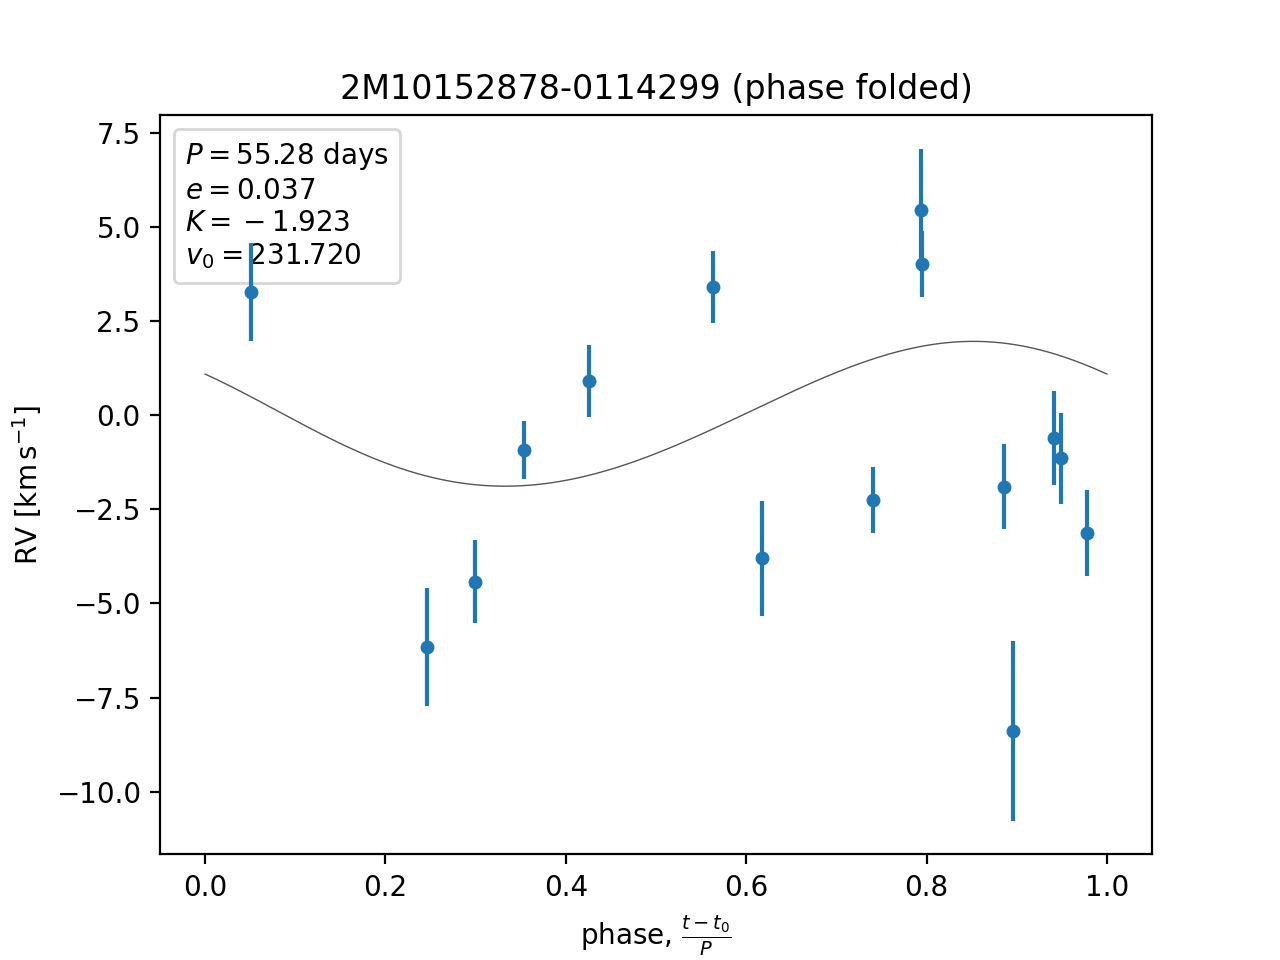 2M10152878-0114299 (phase folded)
P = 55.28 days
e = 0.037
K = −1.923
v₀ = 231.720
7.5
5.0
2.5
0.0
−2.5
−5.0
−7.5
−10.0
RV [km s⁻¹]
0.0 0.2 0.4 0.6 0.8 1.0
phase, (t − t₀)/P